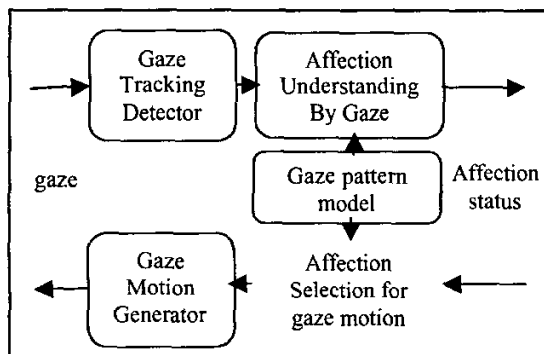 Gaze
Tracking
Detector
Affection
Understanding
By Gaze
gaze
Gaze pattern
model
Affection
status
Gaze
Motion
Generator
Affection
Selection for
gaze motion